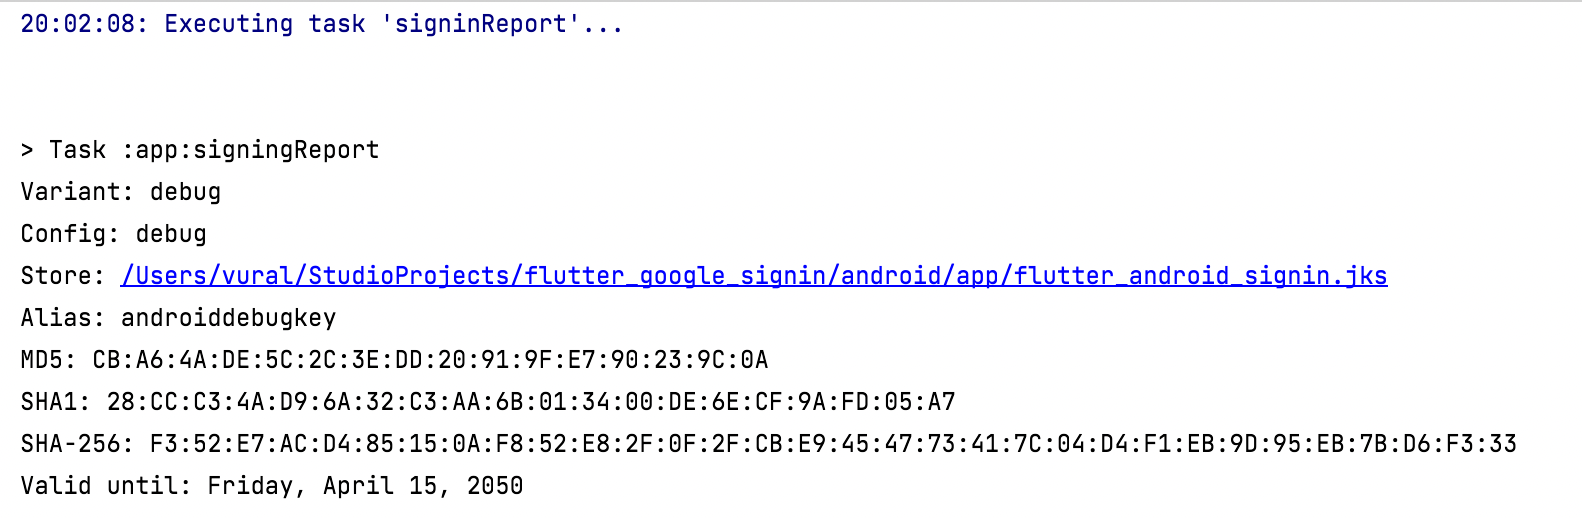 20:02:08: Executing task 'signinReport'...
> Task :app:signingReport
Variant: debug
Config: debug
Store: /Users/vural/StudioProjects/flutter_google_signin/android/app/flutter_android_signin.jks
Alias: androiddebugkey
MD5: CB:A6:4A:DE:5C:2C:3E:DD:20:91:9F:E7:90:23:9C:0A
SHA1: 28:CC:C3:4A:D9:6A:32:C3:AA:6B:01:34:00:DE:6E:CF:9A:FD:05:A7
SHA-256: F3:52:E7:AC:D4:85:15:0A:F8:52:E8:2F:0F:2F:CB:E9:45:47:73:41:7C:04:D4:F1:EB:9D:95:EB:7B:D6:F3:33
Valid until: Friday, April 15, 2050